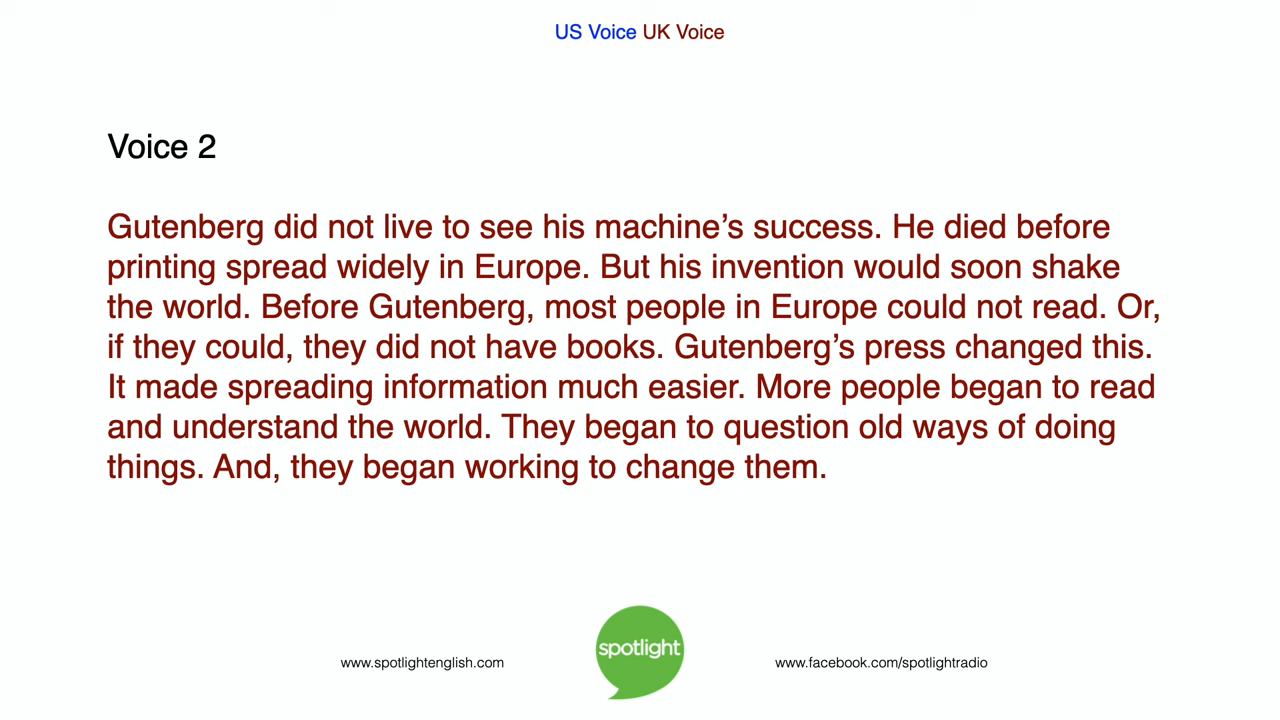 US Voice UK Voice
Voice 2
Gutenberg did not live to see his machine’s success. He died before
printing spread widely in Europe. But his invention would soon shake
the world. Before Gutenberg, most people in Europe could not read. Or,
if they could, they did not have books. Gutenberg’s press changed this.
It made spreading information much easier. More people began to read
and understand the world. They began to question old ways of doing
things. And, they began working to change them.
spotlight
www.spotlightenglish.com
www.facebook.com/spotlightradio